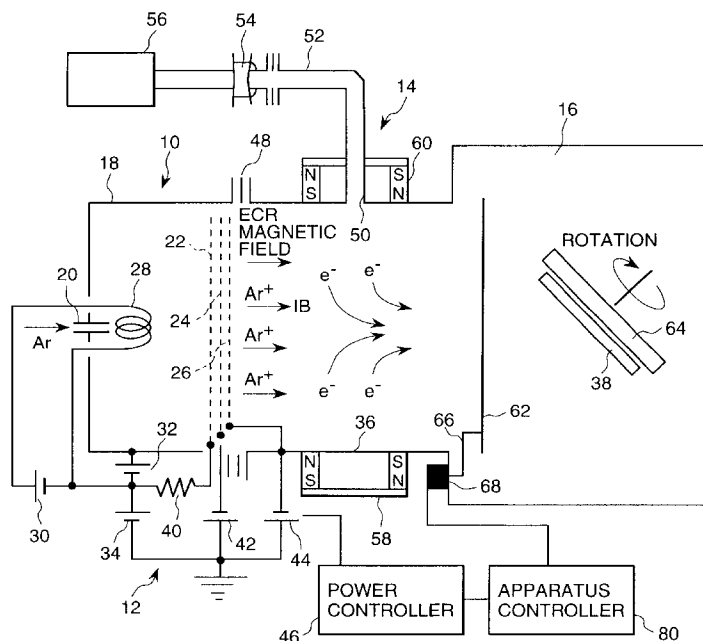 56
54
52
14
16
10
48
60
18
N N
S S
S S
N N
ECR
MAGNETIC
FIELD
50
22
28
20
24
26
Ar
e-
e-
Ar+
Ar+ IB
Ar+
Ar+
e-
e-
ROTATION
64
38
36
62
66
32
N N
S S
S S
N N
68
40
58
30
34
42
44
12
POWER
CONTROLLER
46
APPARATUS
CONTROLLER
80